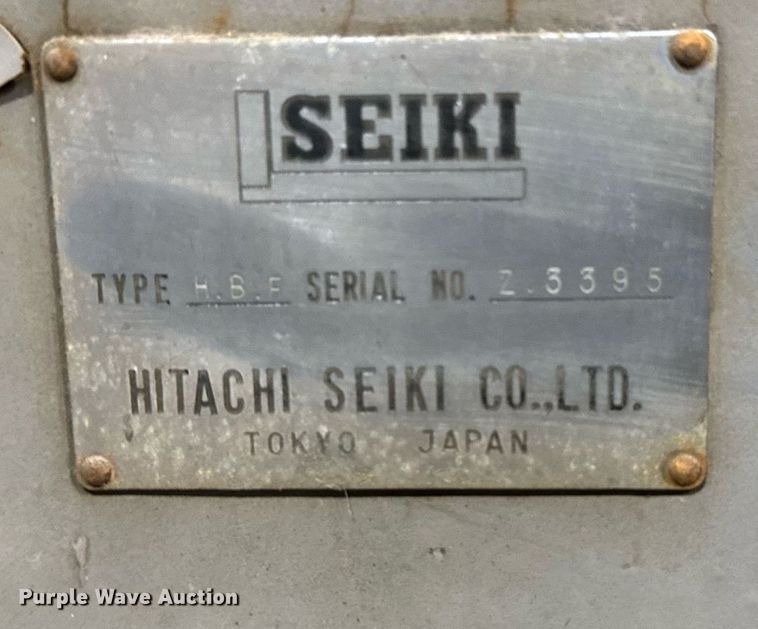 SEIKI
TYPE H.B.F SERIAL NO. Z.3395
HITACHI SEIKI CO.,LTD.
TOKYO JAPAN
Purple Wave Auction